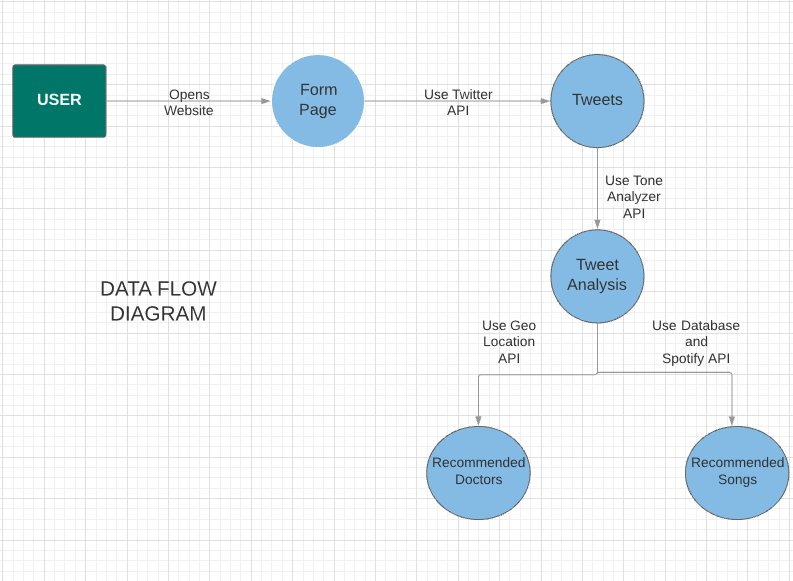 USER
Opens
Website
Form
Page
Use Twitter
API
Tweets
Use Tone
Analyzer
API
Tweet
Analysis
DATA FLOW
DIAGRAM
Use Geo
Location
API
Use Database
and
Spotify API
Recommended
Doctors
Recommended
Songs